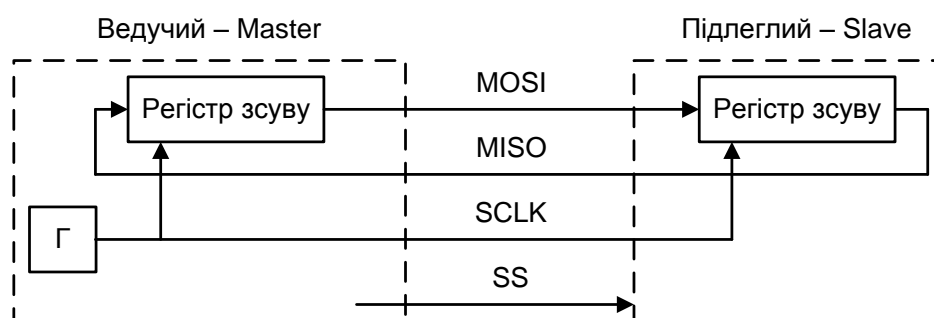 Ведучий – Master
Підлеглий – Slave
Регістр зсуву
MOSI
Регістр зсуву
MISO
SCLK
Г
SS